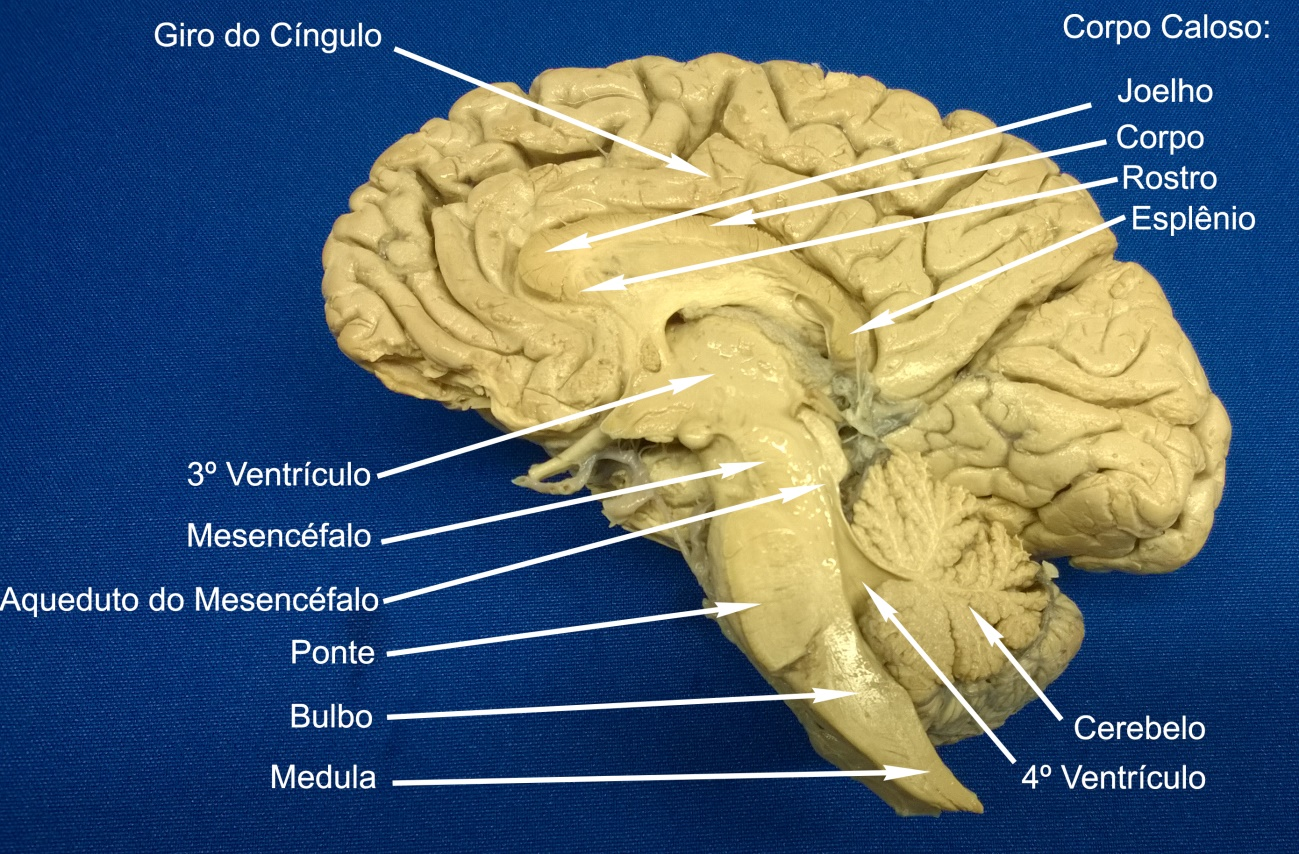 Giro do Cíngulo
Corpo Caloso:
Joelho
Corpo
Rostro
Esplênio
3º Ventrículo
Mesencéfalo
Aqueduto do Mesencéfalo
Ponte
Bulbo
Medula
Cerebelo
4º Ventrículo